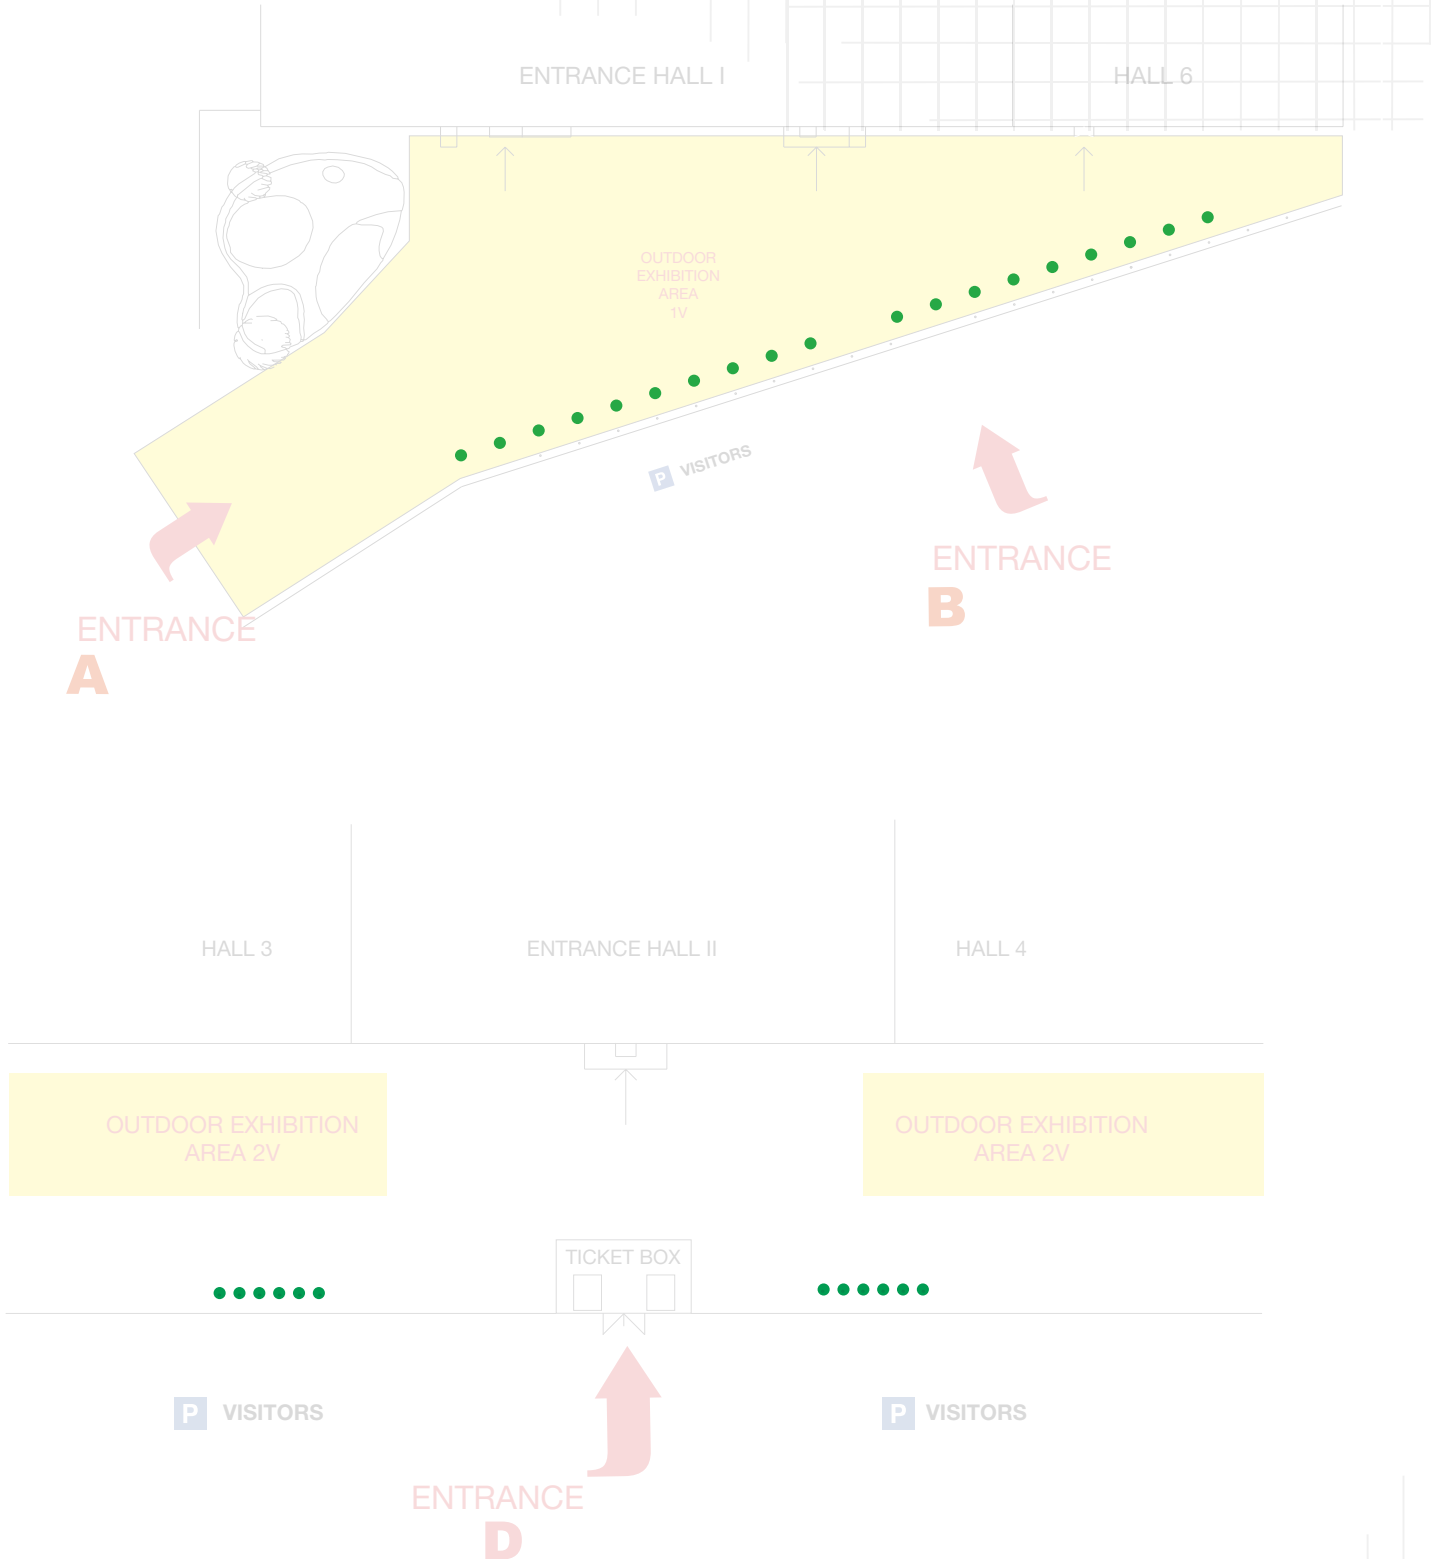 ENTRANCE HALL I
HALL 6
OUTDOOR
EXHIBITION
AREA
1V
P VISITORS
ENTRANCE
B
ENTRANCE
A
HALL 3
ENTRANCE HALL II
HALL 4
OUTDOOR EXHIBITION
AREA 2V
OUTDOOR EXHIBITION
AREA 2V
TICKET BOX
P VISITORS
P VISITORS
ENTRANCE
D